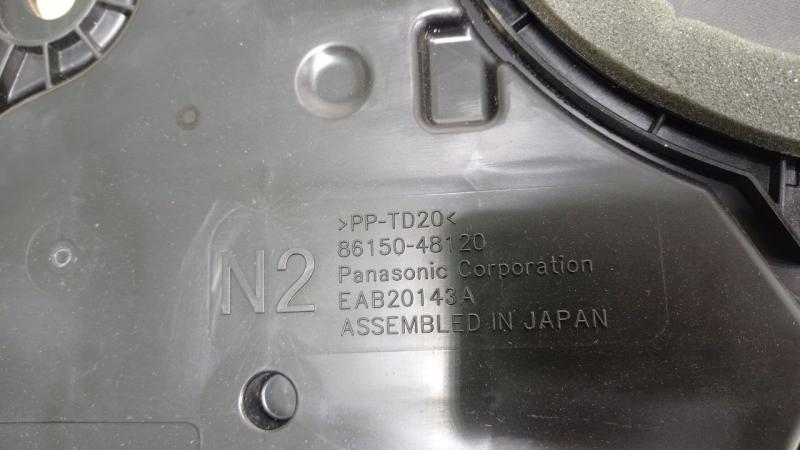 >PP-TD20<
86150-48120
Panasonic Corporation
N2
EAB20143A
ASSEMBLED IN JAPAN